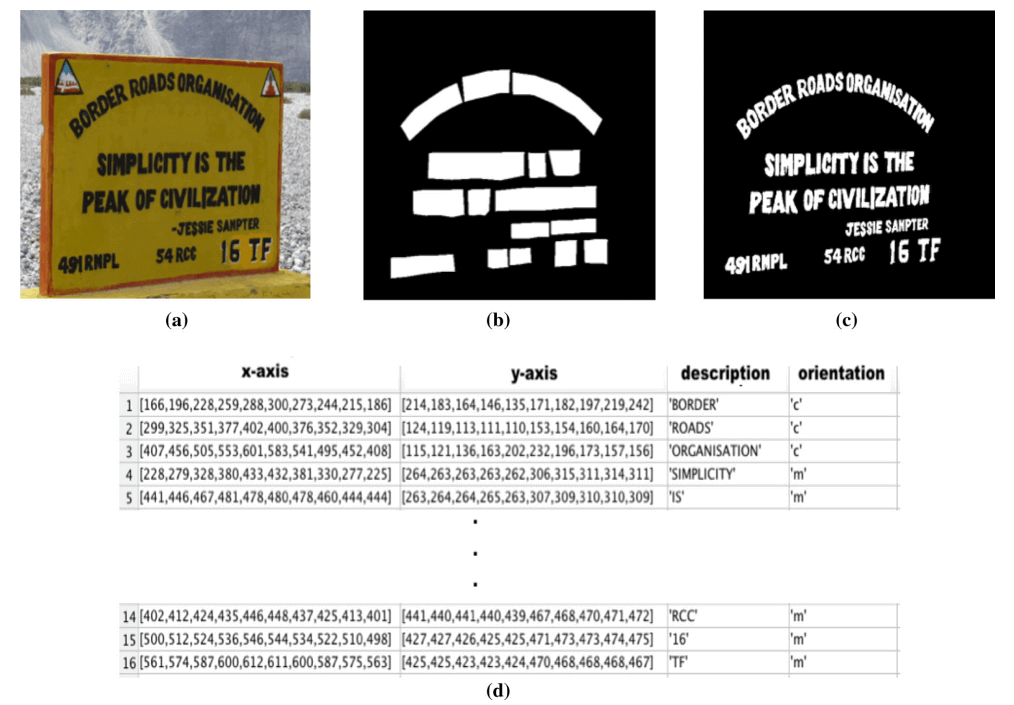 BORDER ROADS ORGANISATION
SIMPLICITY IS THE
PEAK OF CIVILIZATION
-JESSIE SAMPTER
491 RMPL 54 RCC 16 TF
(a)
(b)
BORDER ROADS ORGANISATION
SIMPLICITY IS THE
PEAK OF CIVILIZATION
-JESSIE SAMPTER
491 RMPL 54 RCC 16 TF
(c)
x-axis y-axis description orientation
1 [166,196,228,259,288,300,273,244,215,186] [214,183,164,146,135,171,182,197,219,242] 'BORDER' 'c'
2 [299,325,351,377,402,400,376,352,329,304] [124,119,113,111,110,153,154,160,164,170] 'ROADS' 'c'
3 [407,456,505,553,601,583,541,495,452,408] [115,121,136,163,202,232,196,173,157,156] 'ORGANISATION' 'c'
4 [228,279,328,380,433,432,381,330,277,225] [264,263,263,263,262,306,315,311,314,311] 'SIMPLICITY' 'm'
5 [441,446,467,481,478,480,478,460,444,444] [263,264,264,265,263,307,309,310,310,309] 'IS' 'm'
14 [402,412,424,435,446,448,437,425,413,401] [441,440,441,440,439,467,468,470,471,472] 'RCC' 'm'
15 [500,512,524,536,546,544,534,522,510,498] [427,427,426,425,425,471,473,473,474,475] '16' 'm'
16 [561,574,587,600,612,611,600,587,575,563] [425,425,423,423,424,470,468,468,468,467] 'TF' 'm'
(d)